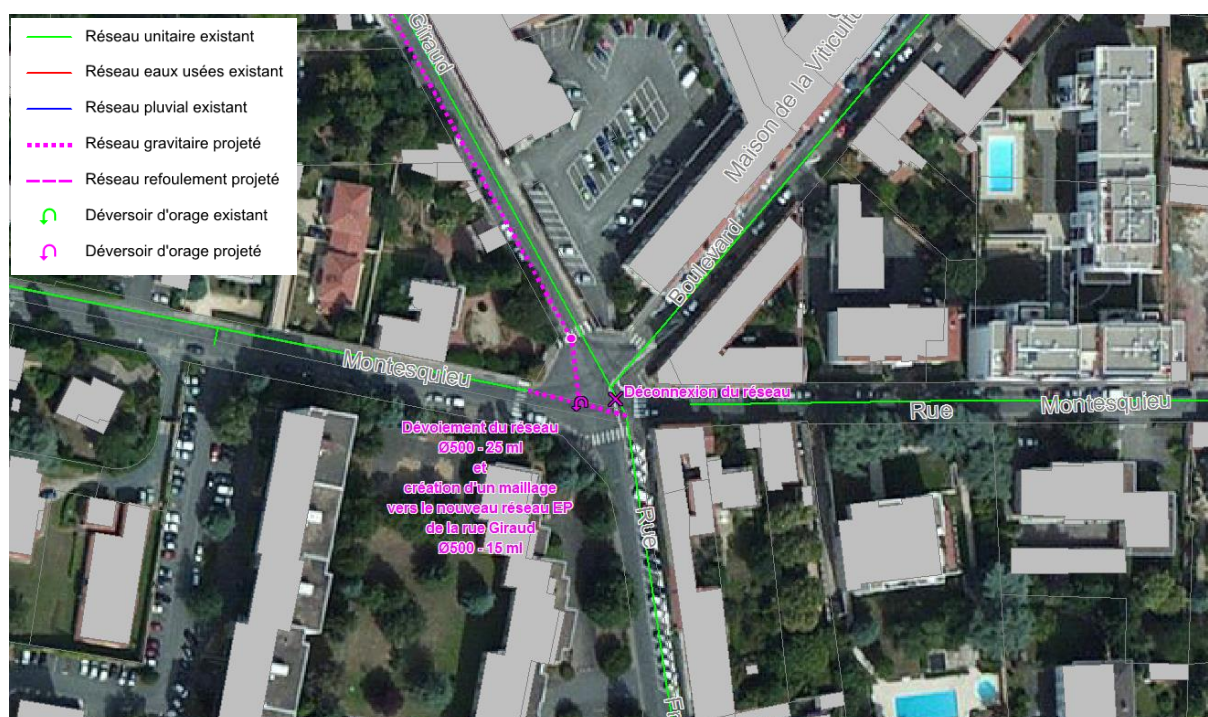 Réseau unitaire existant
Réseau eaux usées existant
Réseau pluvial existant
Réseau gravitaire projeté
Réseau refoulement projeté
Déversoir d'orage existant
Déversoir d'orage projeté
Giraud
Maison de la Viticultu
Boulevard
Montesquieu
Déconnexion du réseau
Rue
Montesquieu
Dévoiement du réseau
Ø500 - 25 ml
et
création d'un maillage
vers le nouveau réseau EP
de la rue Giraud
Ø500 - 15 ml
Rue
Fr